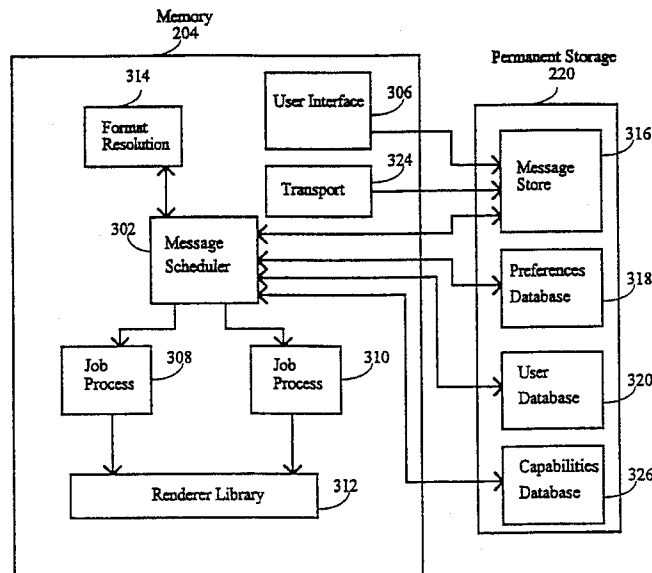 Memory
204
314
Format
Resolution
User Interface
306
324
Transport
302
Message
Scheduler
Job
Process
308
Job
Process
310
Renderer Library
312
Permanent Storage
220
Message
Store
316
Preferences
Database
318
User
Database
320
Capabilities
Database
326